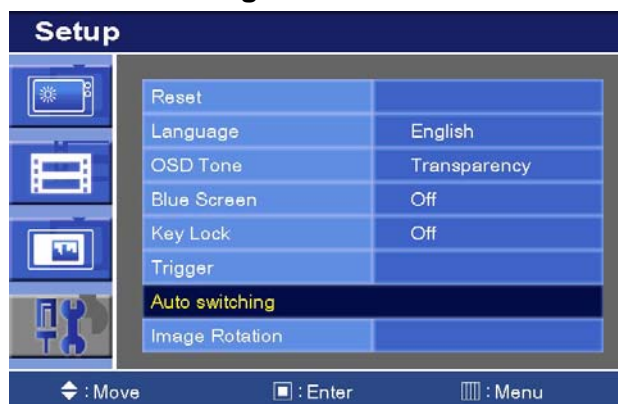 Setup
Reset
Language English
OSD Tone Transparency
Blue Screen Off
Key Lock Off
Trigger
Auto switching
Image Rotation
: Move : Enter : Menu